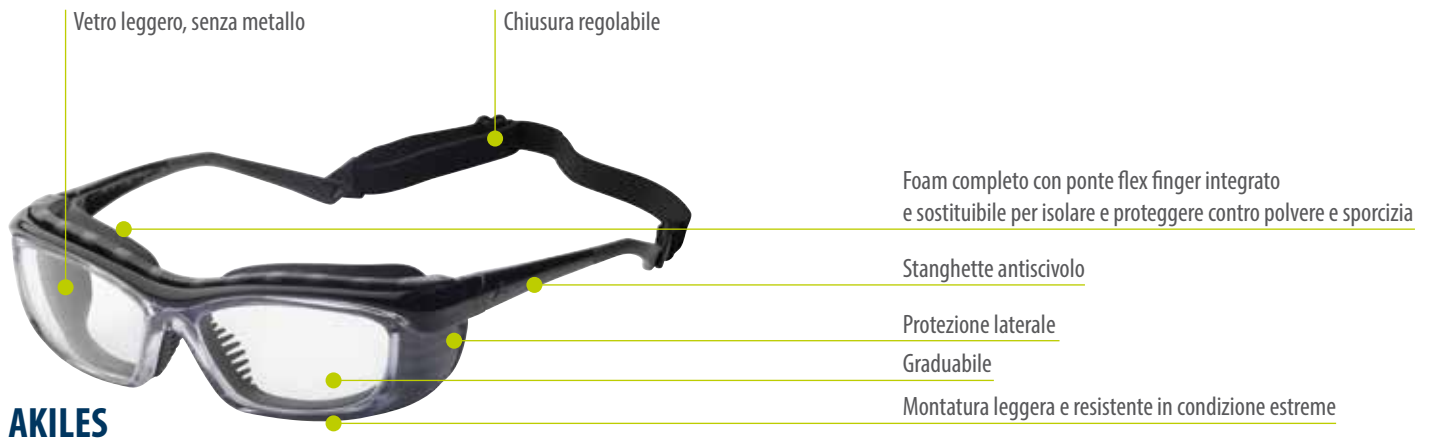 Vetro leggero, senza metallo
Chiusura regolabile
Foam completo con ponte flex finger integrato
e sostituibile per isolare e proteggere contro polvere e sporcizia
Stanghette antiscivolo
Protezione laterale
Graduabile
Montatura leggera e resistente in condizione estreme
AKILES